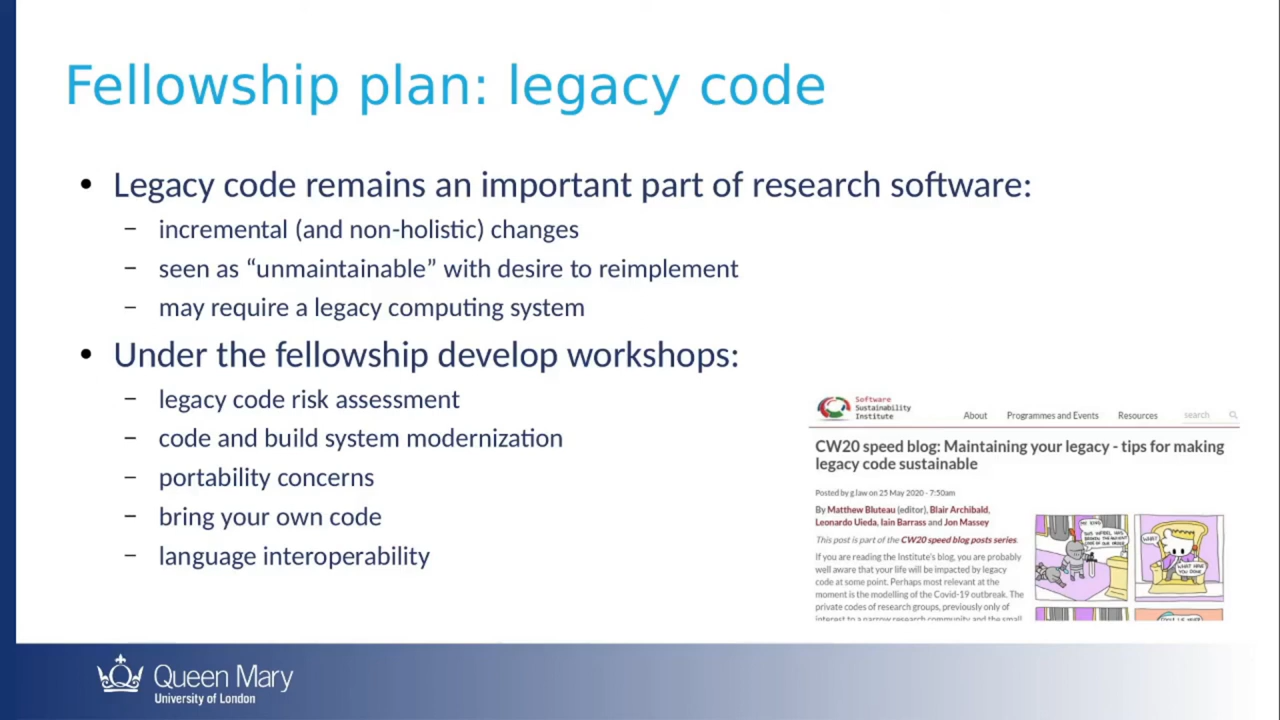 Fellowship plan: legacy code
• Legacy code remains an important part of research software:
– incremental (and non-holistic) changes
– seen as “unmaintainable” with desire to reimplement
– may require a legacy computing system
• Under the fellowship develop workshops:
– legacy code risk assessment
– code and build system modernization
– portability concerns
– bring your own code
– language interoperability
Software
Sustainability
Institute
About Programmes and Events Resources search
CW20 speed blog: Maintaining your legacy - tips for making
legacy code sustainable
Posted by g.law on 25 May 2020 - 7:50am
By Matthew Bluteau (editor), Blair Archibald,
Leonardo Uieda, Iain Barrass and Jon Massey
This post is part of the CW20 speed blog posts series.
If you are reading the Institute's blog, you are probably
well aware that your life will be impacted by legacy
code at some point. Perhaps most relevant at the
moment is the modelling of the Covid-19 outbreak. The
private codes of research groups, previously only of
interest to a narrow research community and the small
WHAT?
WHAT HAVE
YOU DONE
Queen Mary
University of London